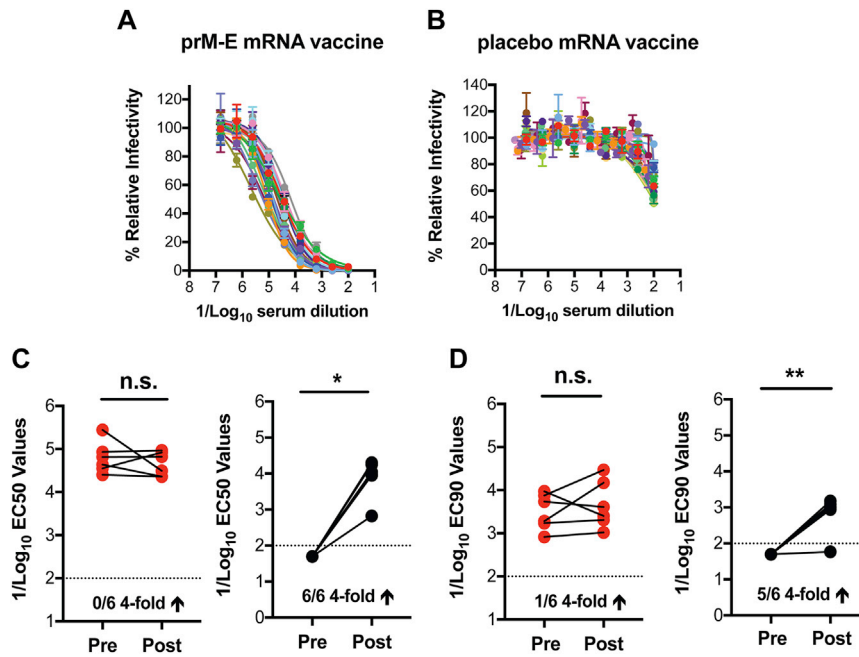 A
prM-E mRNA vaccine
% Relative Infectivity
120
100
80
60
40
20
0
8 7 6 5 4 3 2 1
1/Log10 serum dilution
B
placebo mRNA vaccine
% Relative Infectivity
140
120
100
80
60
40
20
0
8 7 6 5 4 3 2 1
1/Log10 serum dilution
C
n.s.
1/Log10 EC50 Values
6
5
4
3
2
1
0/6 4-fold ↑
Pre Post
*
1/Log10 EC50 Values
6
5
4
3
2
1
0
6/6 4-fold ↑
Pre Post
D
n.s.
1/Log10 EC90 Values
6
5
4
3
2
1
1/6 4-fold ↑
Pre Post
**
1/Log10 EC90 Values
6
5
4
3
2
1
0
5/6 4-fold ↑
Pre Post